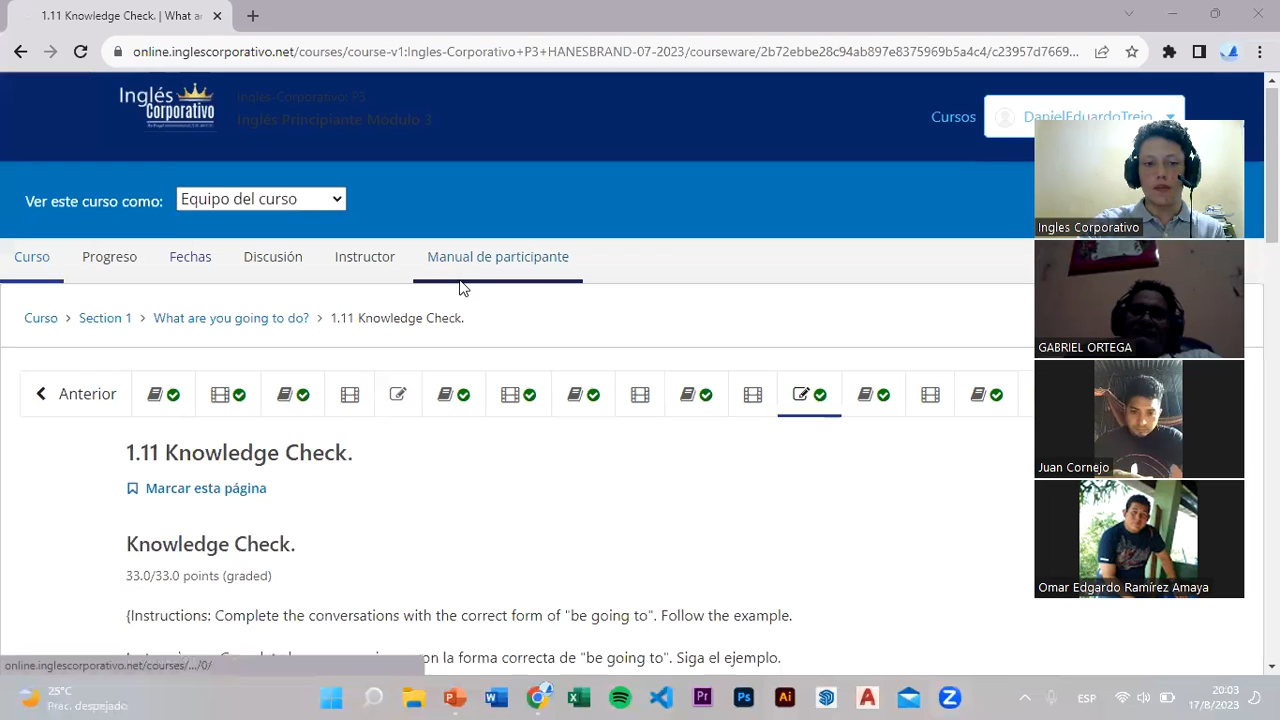 1.11 Knowledge Check. | What ar
online.inglescorporativo.net/courses/course-v1:Ingles-Corporativo+P3+HANESBRAND-07-2023/courseware/2b72ebbe28c94ab897e8375969b5a4c4/c23957d7669...
Inglés
Corporativo
Ingles-Corporativo: P3
Inglés Principiante Módulo 3
Cursos
DanielEduardoTrejo
Ver este curso como:
Equipo del curso
Ingles Corporativo
Curso
Progreso
Fechas
Discusión
Instructor
Manual de participante
Curso > Section 1 > What are you going to do? > 1.11 Knowledge Check.
GABRIEL ORTEGA
Anterior
1.11 Knowledge Check.
Marcar esta página
Juan Cornejo
Knowledge Check.
33.0/33.0 points (graded)
Omar Edgardo Ramírez Amaya
{Instructions: Complete the conversations with the correct form of "be going to". Follow the example.
on la forma correcta de "be going to". Siga el ejemplo.
online.inglescorporativo.net/courses/.../0/
25°C
Prac. despejado
ESP
20:03
17/8/2023